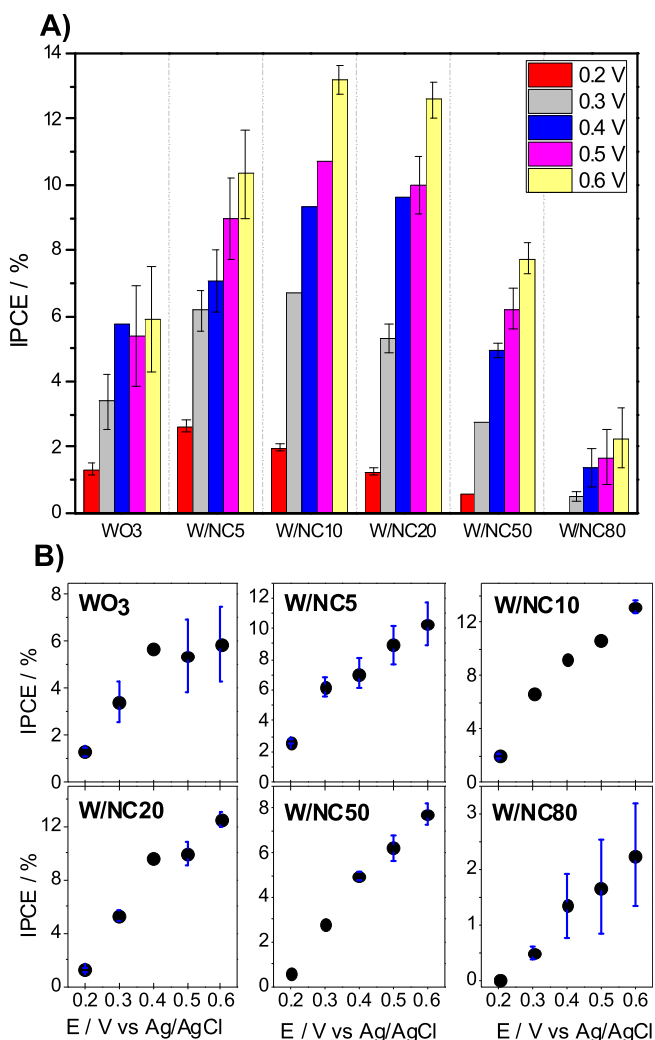 A)
14
12
10
8
6
4
2
0
IPCE / %
0.2 V
0.3 V
0.4 V
0.5 V
0.6 V
WO3 W/NC5 W/NC10 W/NC20 W/NC50 W/NC80
B)
WO3 W/NC5 W/NC10
8
6
4
2
0
IPCE / %
12
10
8
6
4
2
0
12
8
4
0
W/NC20 W/NC50 W/NC80
12
8
4
0
IPCE / %
8
6
4
2
0
3
2
1
0
0.2 0.3 0.4 0.5 0.6 0.2 0.3 0.4 0.5 0.6 0.2 0.3 0.4 0.5 0.6
E / V vs Ag/AgCl E / V vs Ag/AgCl E / V vs Ag/AgCl